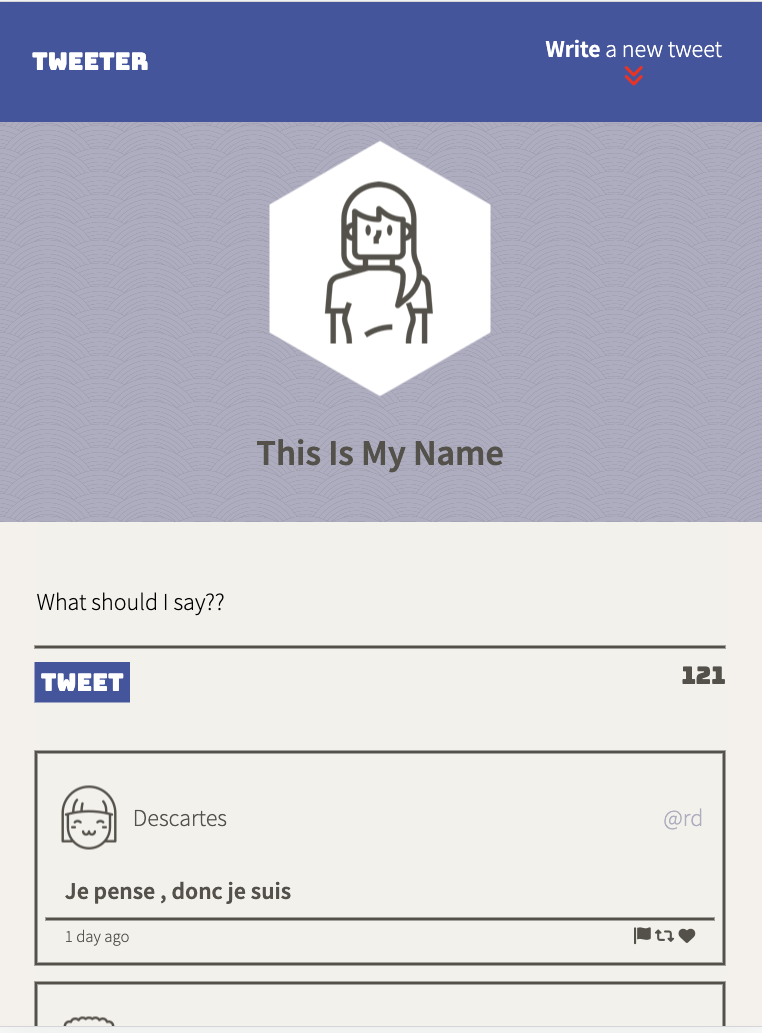 TWEETER
Write a new tweet
This Is My Name
What should I say??
TWEET
121
Descartes
@rd
Je pense , donc je suis
1 day ago